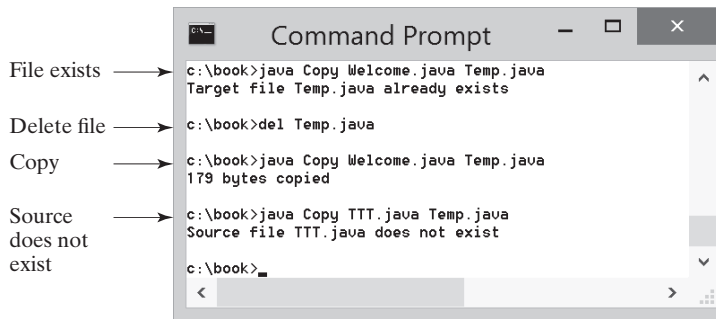 Command Prompt
File exists
c:\book>java Copy Welcome.java Temp.java
Target file Temp.java already exists
Delete file
c:\book>del Temp.java
Copy
c:\book>java Copy Welcome.java Temp.java
179 bytes copied
Source
does not
exist
c:\book>java Copy TTT.java Temp.java
Source file TTT.java does not exist
c:\book>